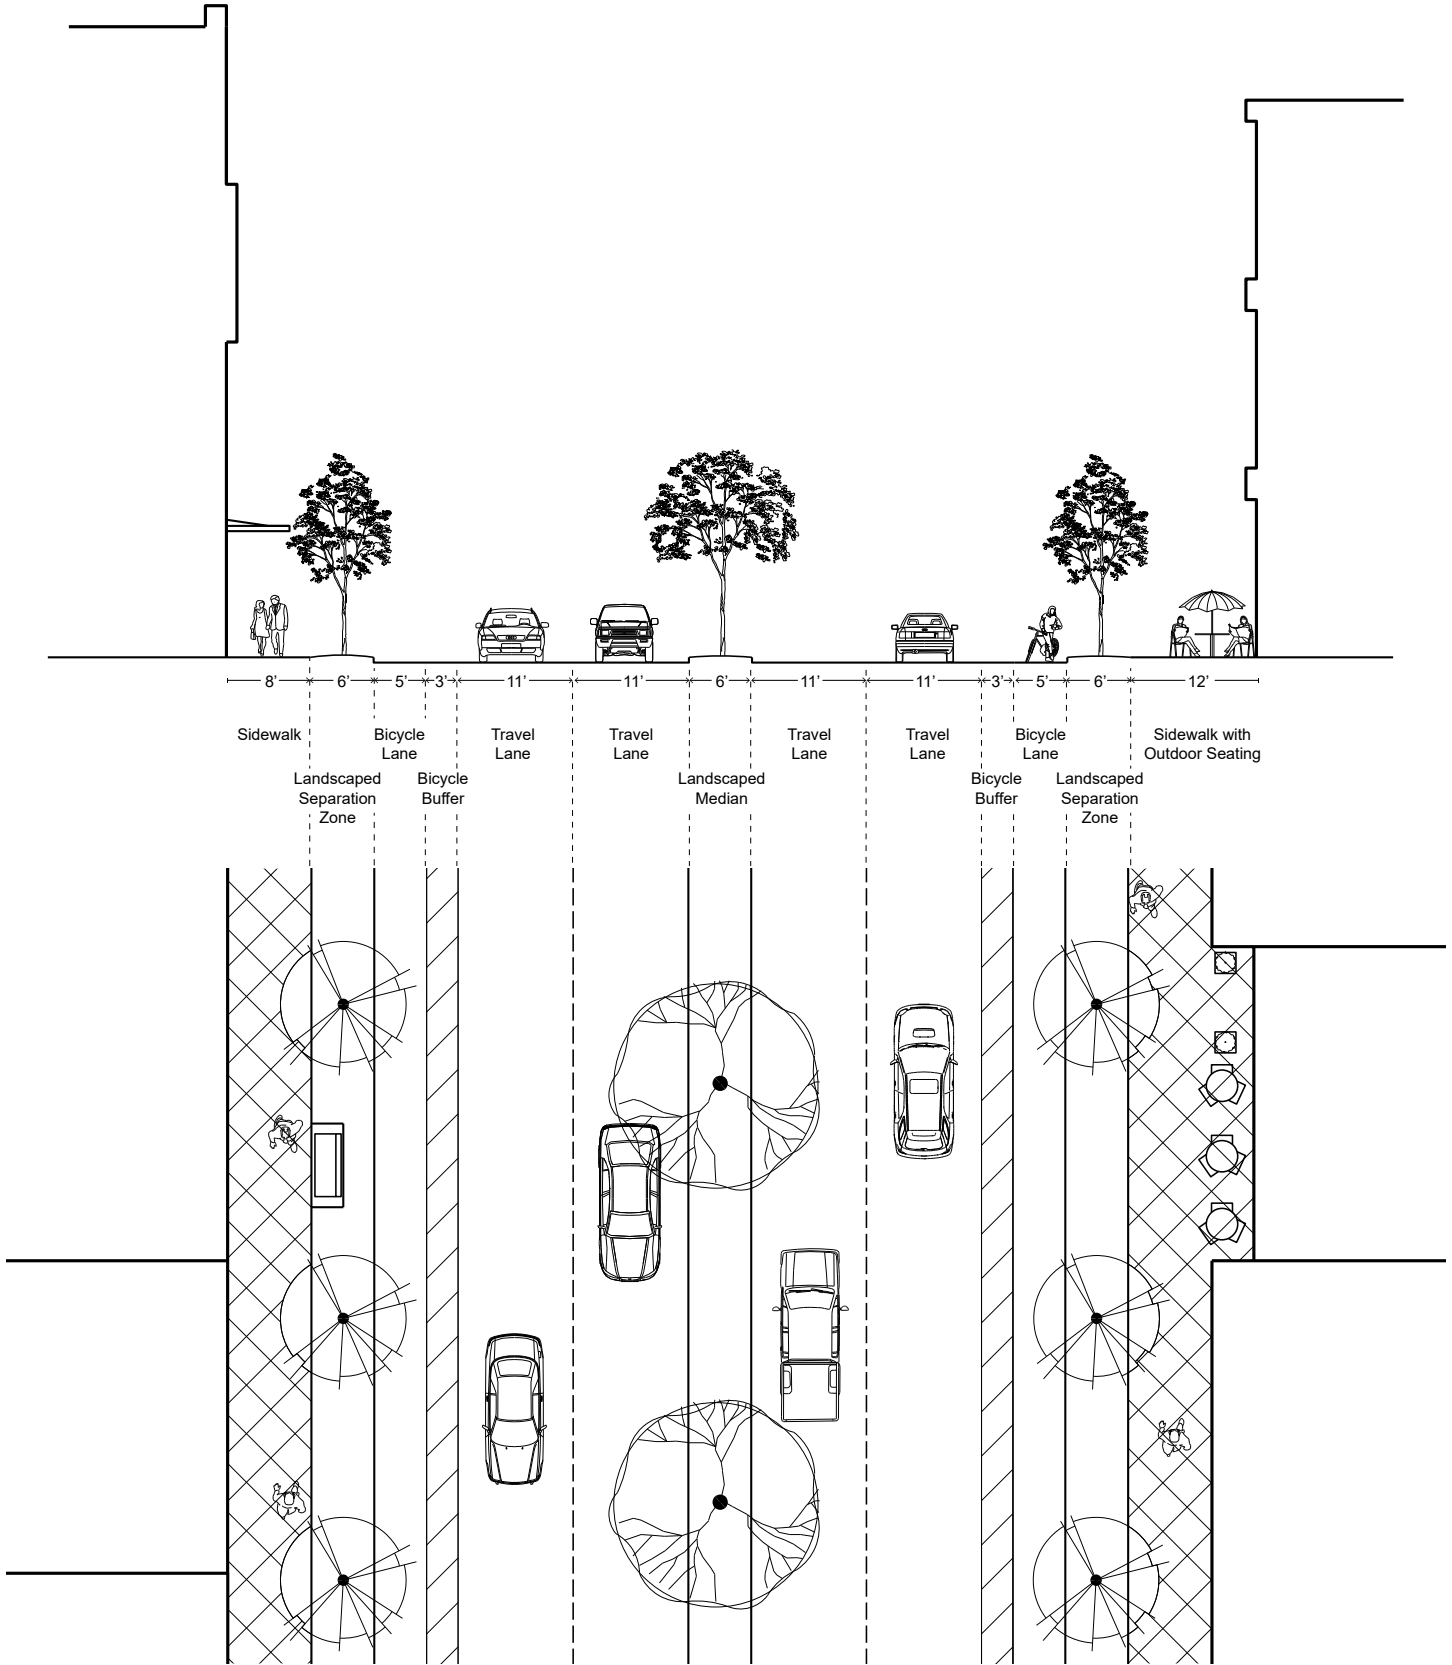 8’ 6’ 5’ 3’ 11’ 11’ 6’ 11’ 11’ 3’ 5’ 6’ 12’
Sidewalk
Landscaped
Separation
Zone
Bicycle
Lane
Bicycle
Buffer
Travel
Lane
Travel
Lane
Landscaped
Median
Travel
Lane
Travel
Lane
Bicycle
Buffer
Bicycle
Lane
Landscaped
Separation
Zone
Sidewalk with
Outdoor Seating